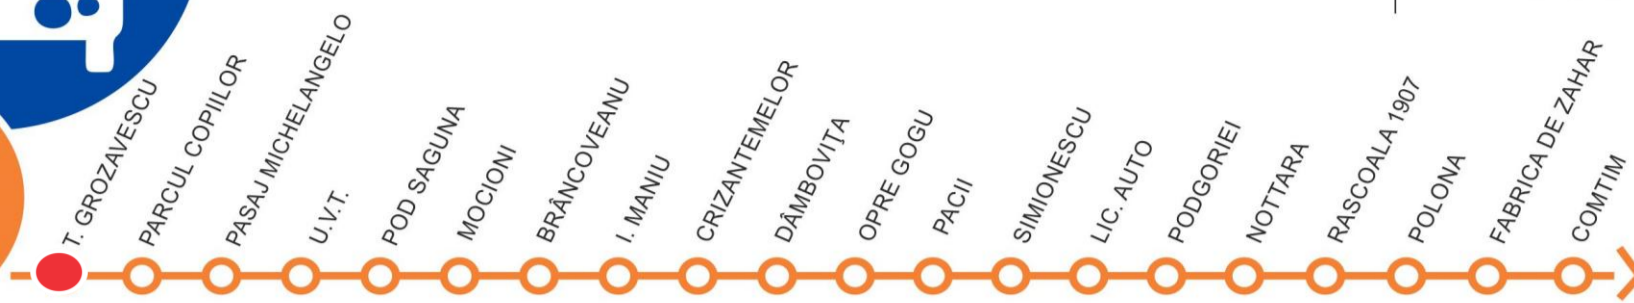 T. GROZAVESCU
PARCUL COPIILOR
PASAJ MICHELANGELO
U.V.T.
POD SAGUNA
MOCIONI
BRÂNCOVEANU
I. MANIU
CRIZANTEMELOR
DÂMBOVIŢA
OPRE GOGU
PACII
SIMIONESCU
LIC. AUTO
PODGORIEI
NOTTARA
RASCOALA 1907
POLONA
FABRICA DE ZAHAR
COMTIM